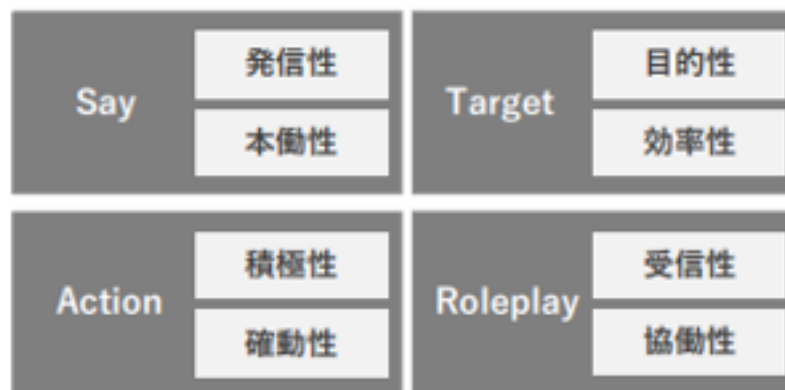 Say
発信性
本働性
Target
目的性
効率性
Action
積極性
確動性
Roleplay
受信性
協働性